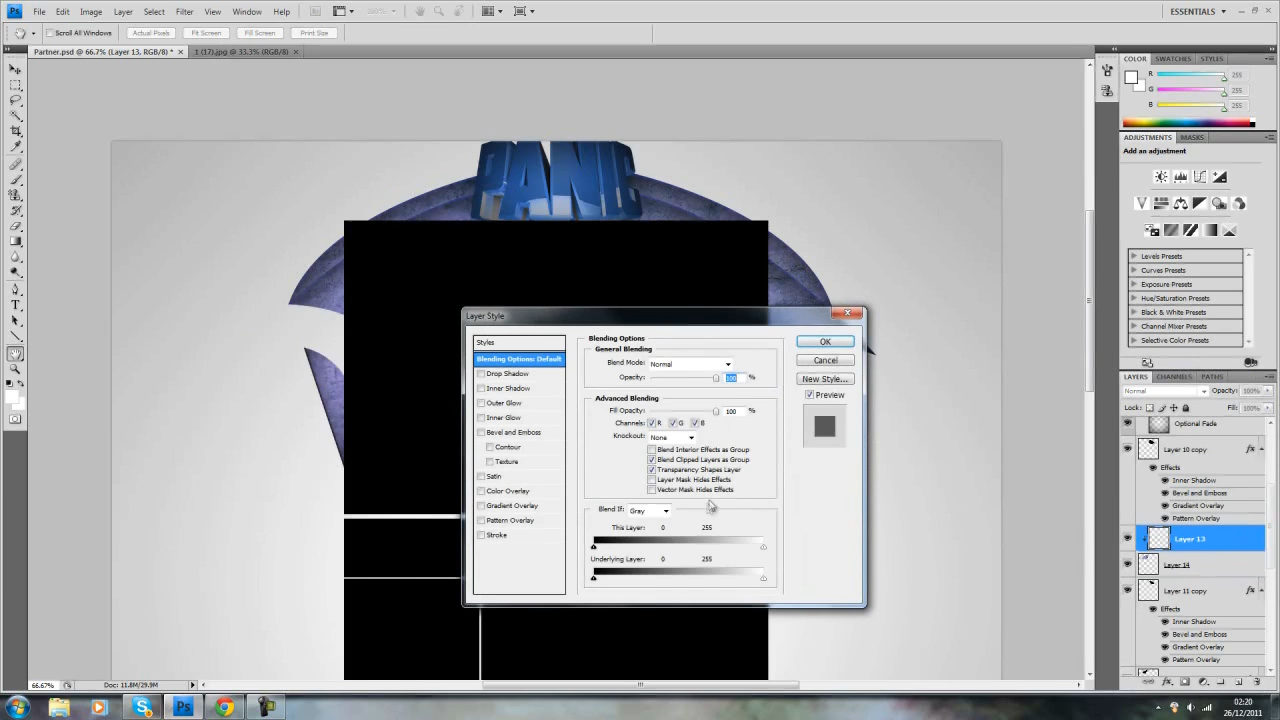 Ps File Edit Image Layer Select Filter Analysis 3D View Window Help ESSENTIALS
Scroll All Windows Actual Pixels Fit Screen Fill Screen Print Size
Partner.psd @ 66.7% (Layer 13, RGB/8) * × 1 (17).jpg @ 33.3% (RGB/8) ×
COLOR SWATCHES STYLES
R 255
G 255
B 255
ADJUSTMENTS MASKS
Add an adjustment
Levels Presets
Curves Presets
Exposure Presets
Hue/Saturation Presets
Black & White Presets
Channel Mixer Presets
Selective Color Presets
LAYERS CHANNELS PATHS
Normal Opacity: 100%
Lock: Fill: 100%
Optional Fade
Layer 10 copy fx
Effects
Inner Shadow
Bevel and Emboss
Gradient Overlay
Pattern Overlay
Layer 13
Layer 14
Layer 11 copy fx
Effects
Inner Shadow
Bevel and Emboss
Gradient Overlay
Pattern Overlay
Layer Style
Styles
Blending Options: Default
Drop Shadow
Inner Shadow
Outer Glow
Inner Glow
Bevel and Emboss
Contour
Texture
Satin
Color Overlay
Gradient Overlay
Pattern Overlay
Stroke
Blending Options
General Blending
Blend Mode: Normal
Opacity: 100 %
Advanced Blending
Fill Opacity: 100 %
Channels: R G B
Knockout: None
Blend Interior Effects as Group
Blend Clipped Layers as Group
Transparency Shapes Layer
Layer Mask Hides Effects
Vector Mask Hides Effects
Blend If: Gray
This Layer: 0 255
Underlying Layer: 0 255
OK
Cancel
New Style...
Preview
66.67% Doc: 11.8M/29.9M
02:20
26/12/2011